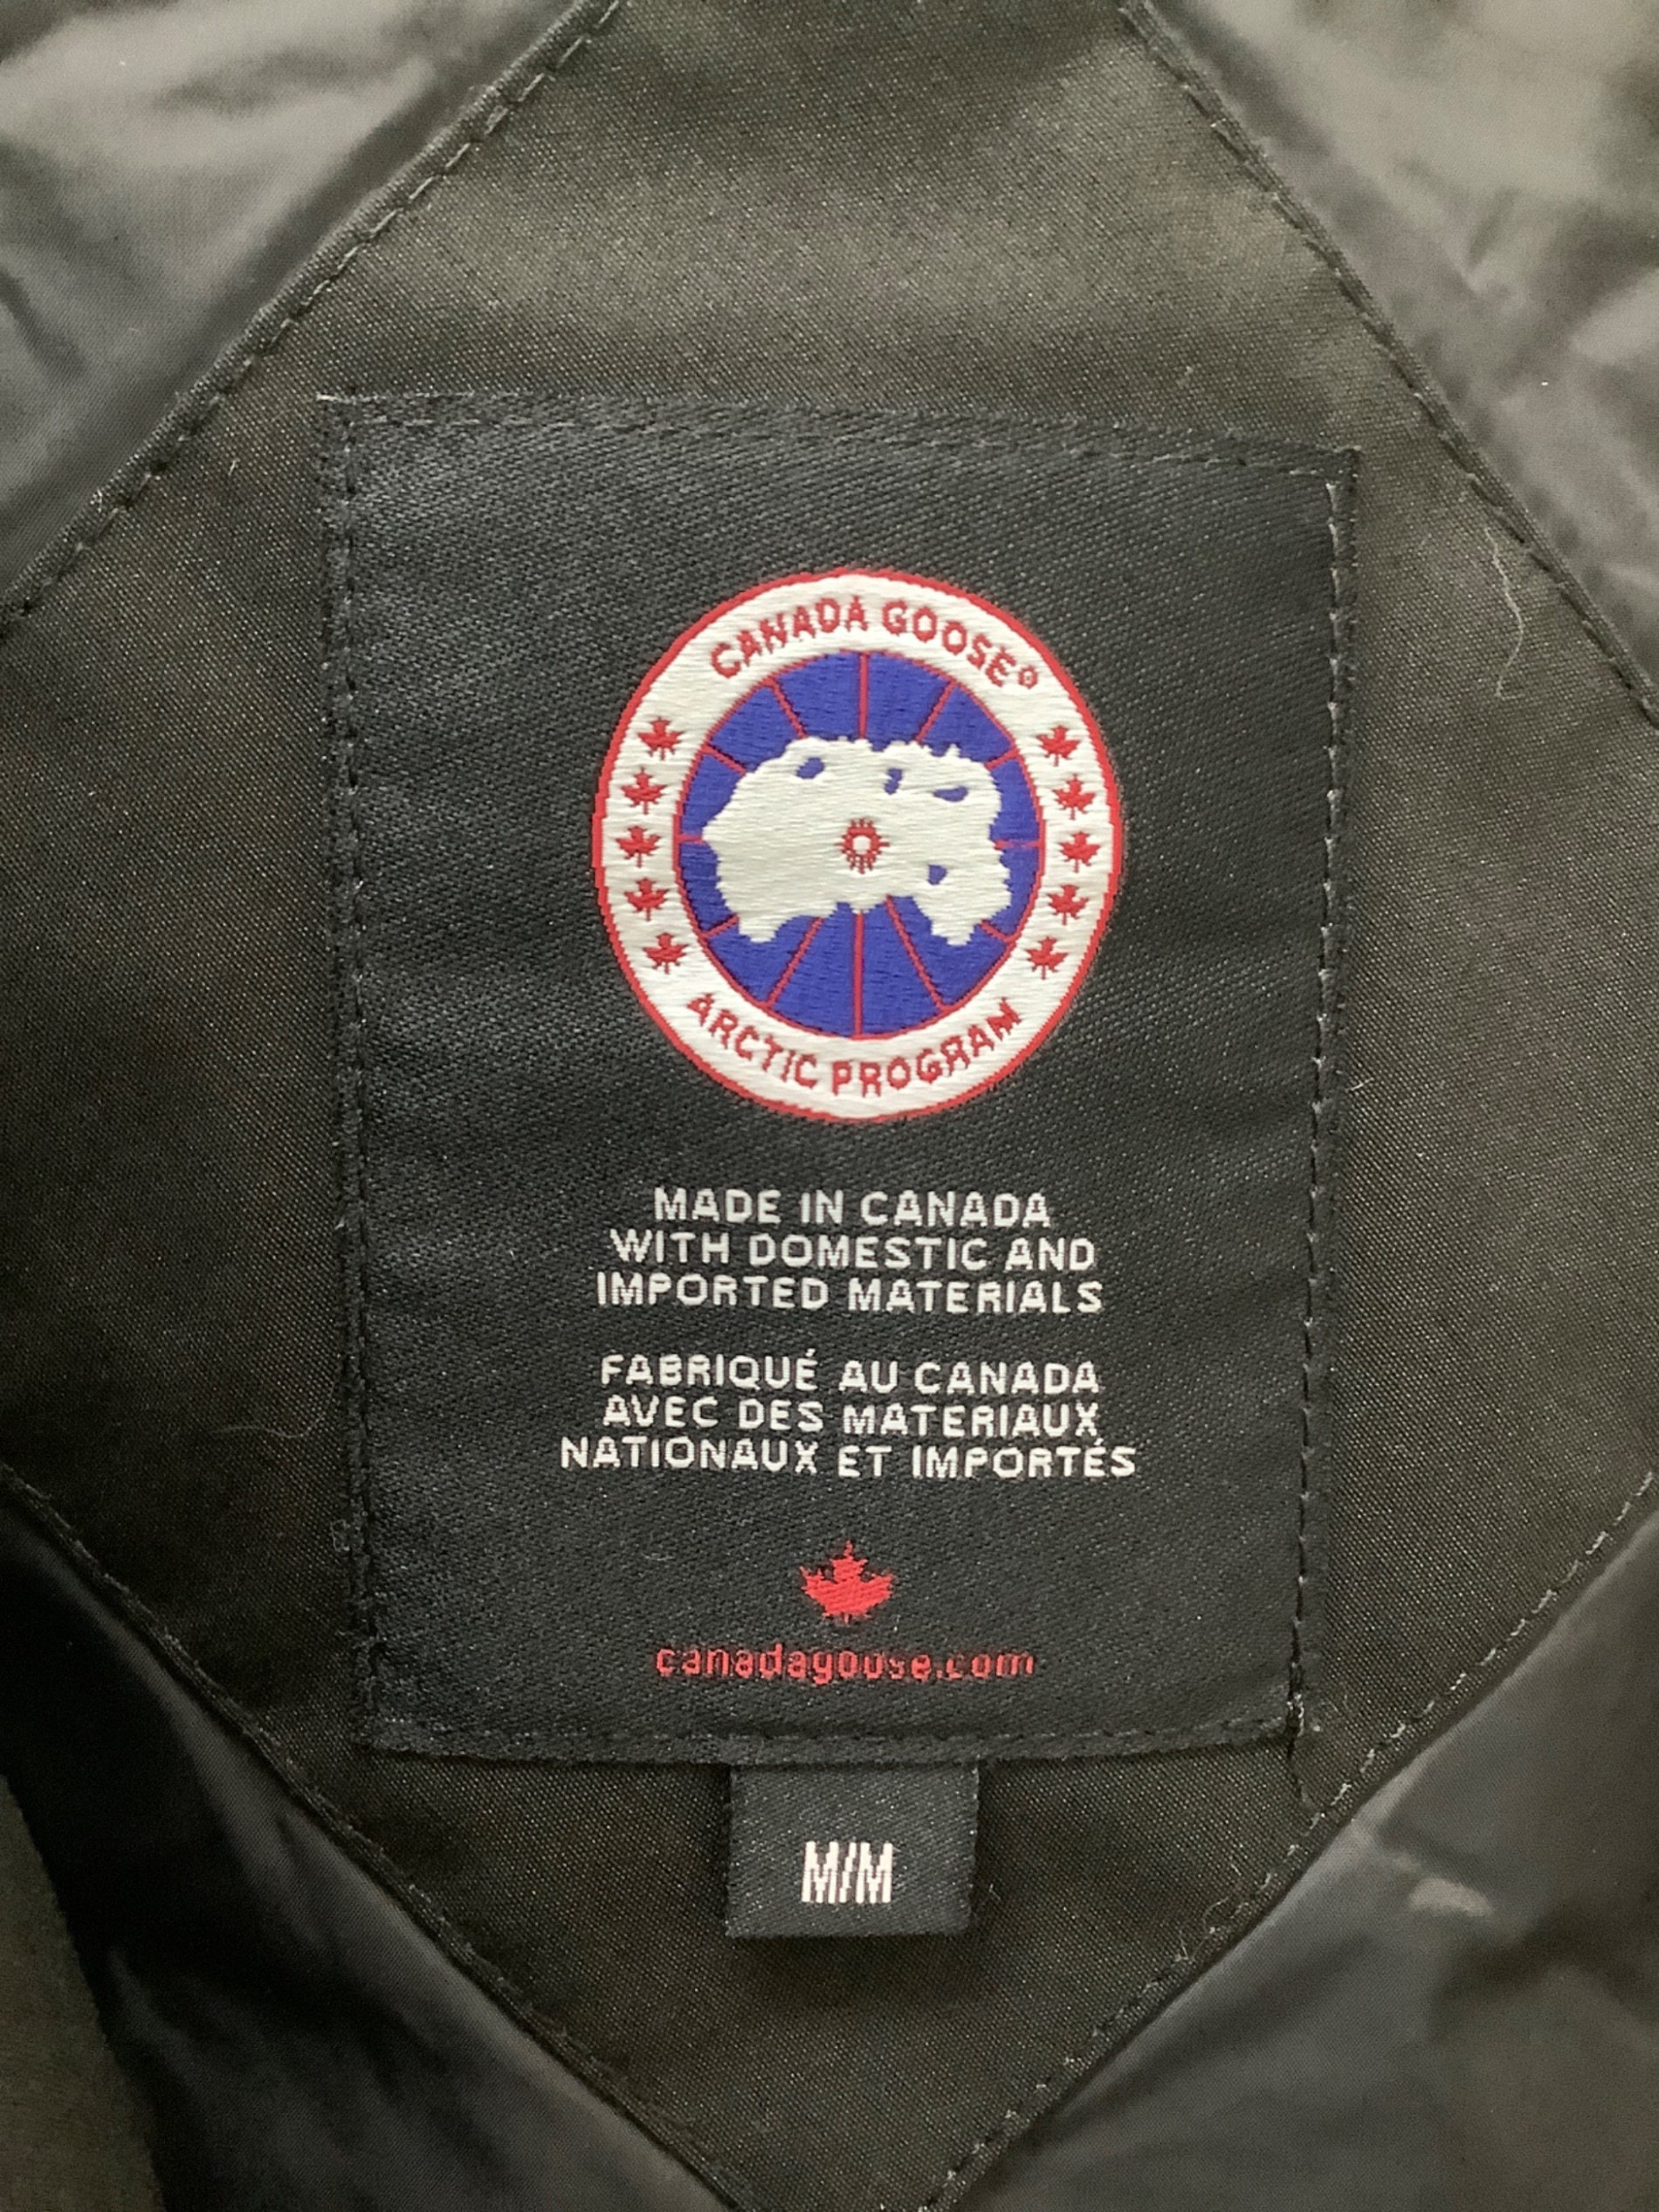 CANADA GOOSE®
ARCTIC PROGRAM
MADE IN CANADA
WITH DOMESTIC AND
IMPORTED MATERIALS
FABRIQUÉ AU CANADA
AVEC DES MATERIAUX
NATIONAUX ET IMPORTÉS
canadagouse.com
M/M